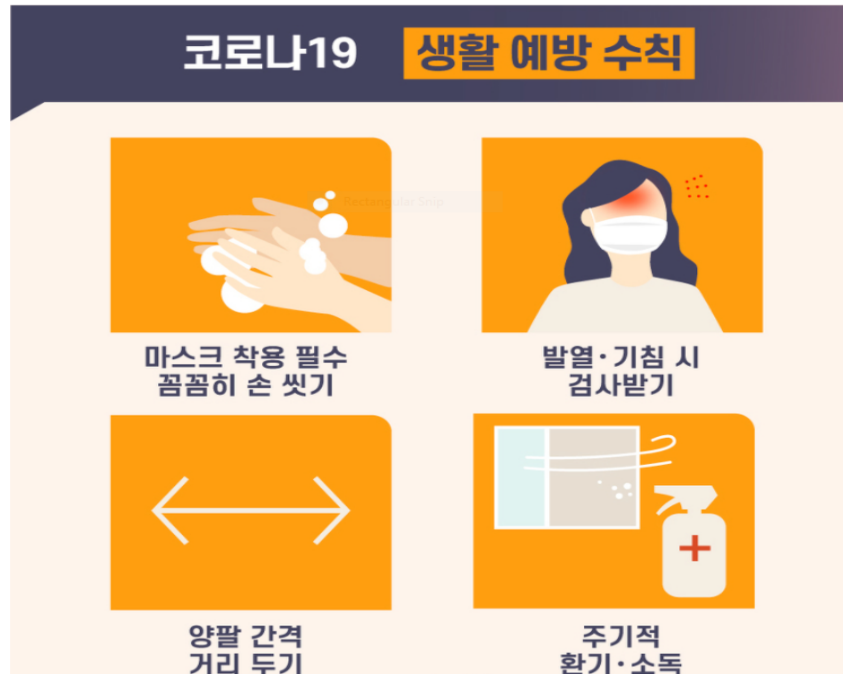 코로나19 생활 예방 수칙
Rectangular Snip
마스크 착용 필수
꼼꼼히 손 씻기
발열·기침 시
검사받기
양팔 간격
거리 두기
주기적
환기·소독